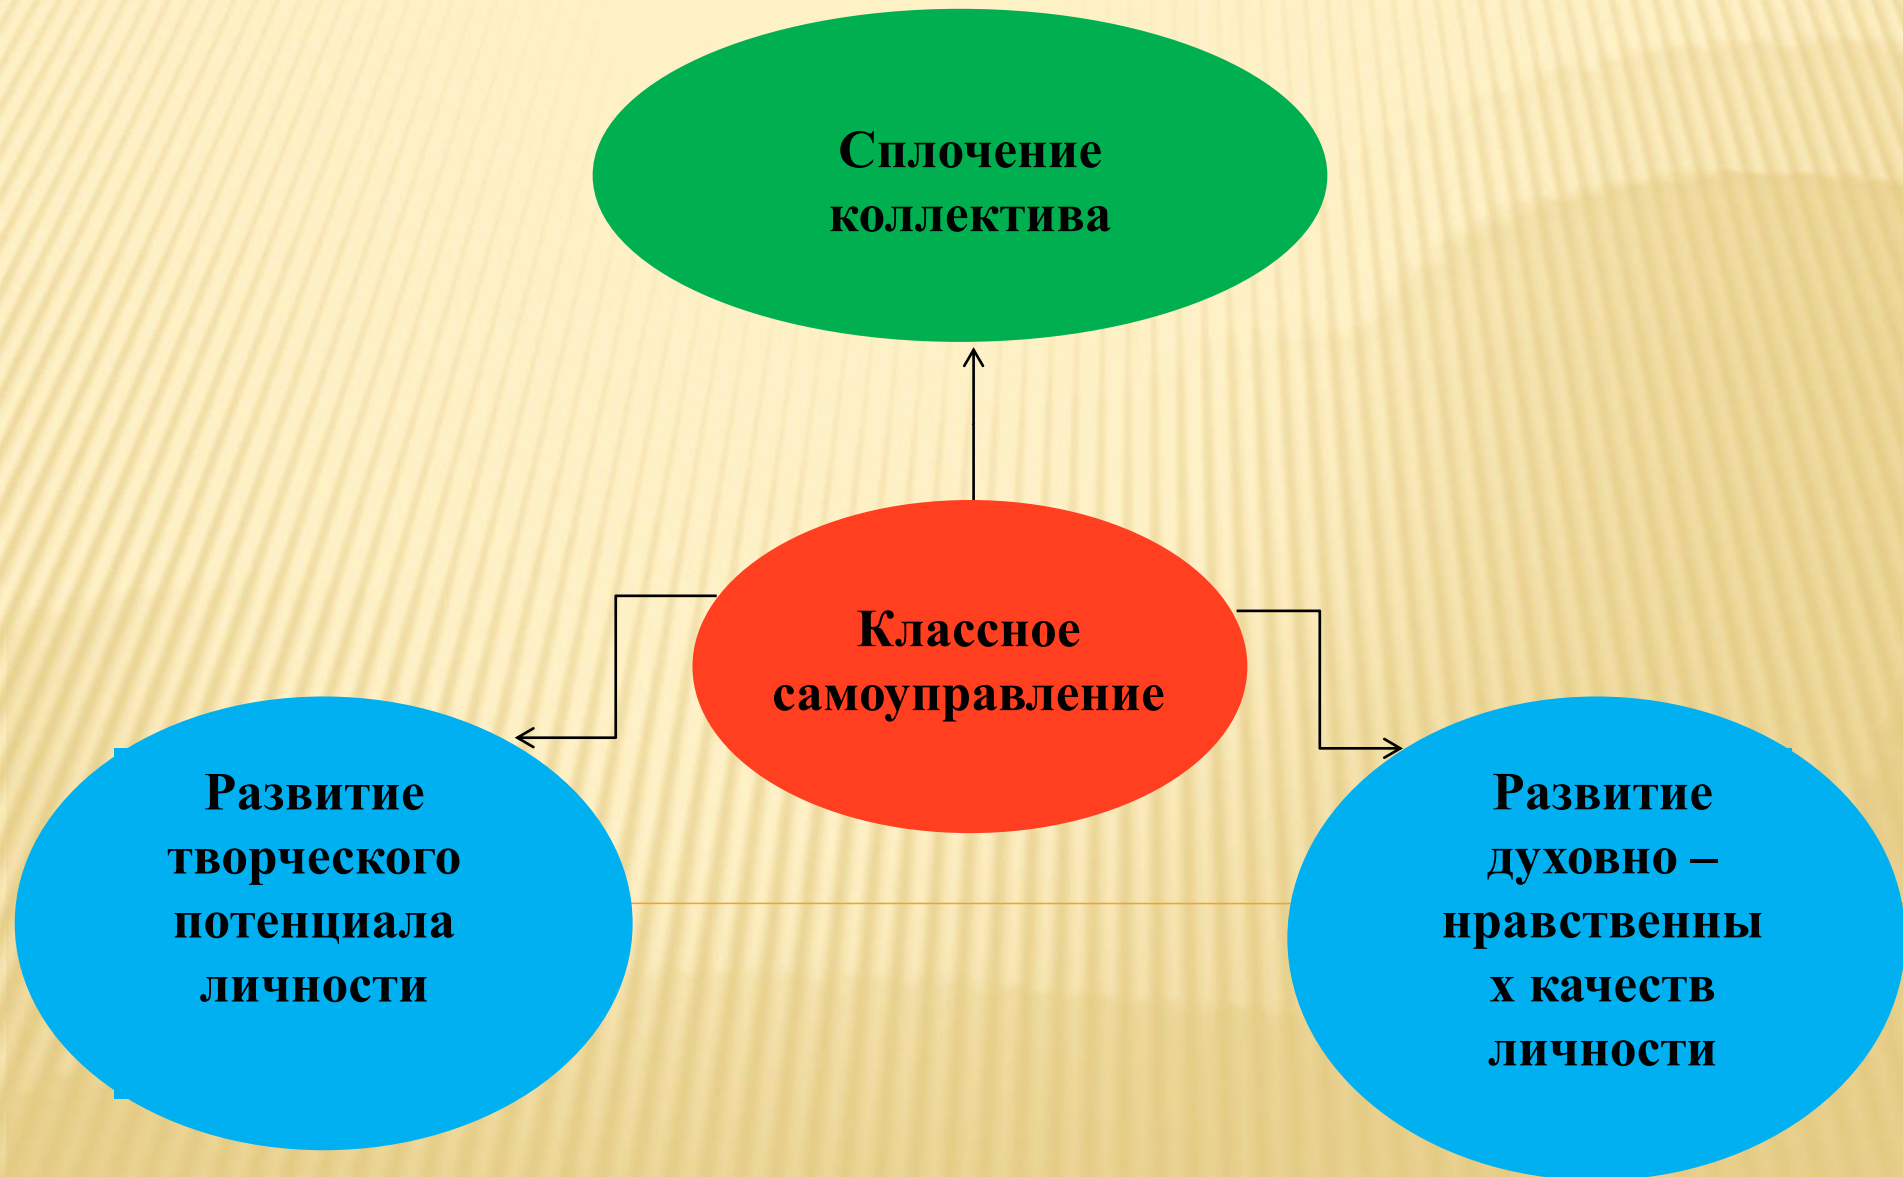 Сплочение
коллектива
Классное
самоуправление
Развитие
творческого
потенциала
личности
Развитие
духовно –
нравственны
х качеств
личности